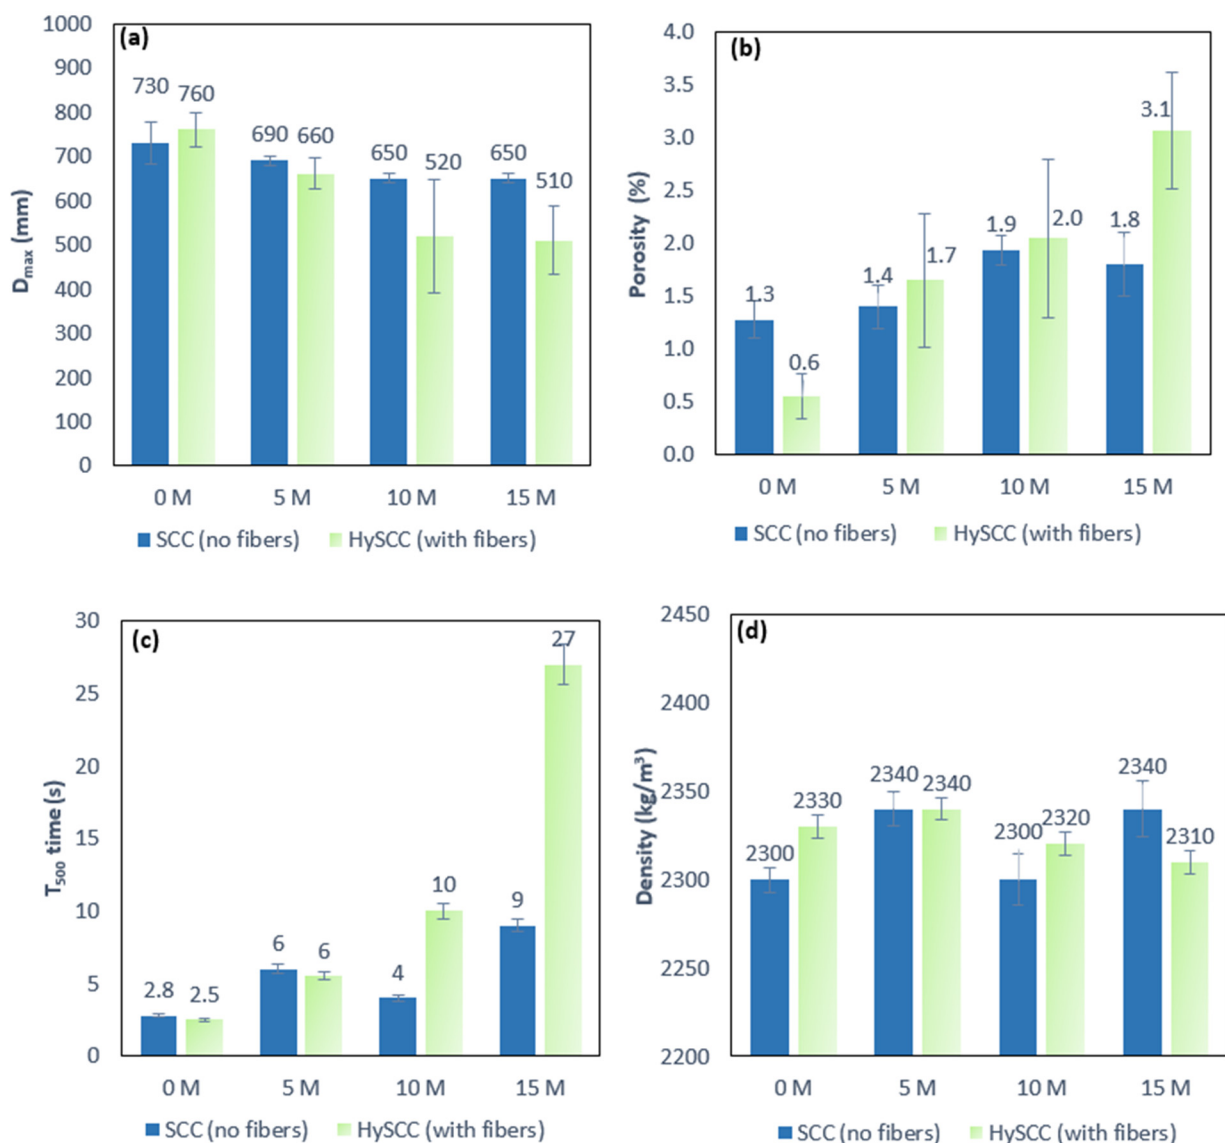 (a)
1000
900
800
700
600
500
400
300
200
100
0
Dmax (mm)
730
760
690
660
650
520
650
510
0 M
5 M
10 M
15 M
SCC (no fibers)
HySCC (with fibers)
(b)
4.0
3.5
3.0
2.5
2.0
1.5
1.0
0.5
0.0
Porosity (%)
1.3
0.6
1.4
1.7
1.9
2.0
1.8
3.1
0 M
5 M
10 M
15 M
SCC (no fibers)
HySCC (with fibers)
(c)
30
25
20
15
10
5
0
T500 time (s)
2.8
2.5
6
6
4
10
9
27
0 M
5 M
10 M
15 M
SCC (no fibers)
HySCC (with fibers)
(d)
2450
2400
2350
2300
2250
2200
Density (kg/m³)
2300
2330
2340
2340
2300
2320
2340
2310
0 M
5 M
10 M
15 M
SCC (no fibers)
HySCC (with fibers)